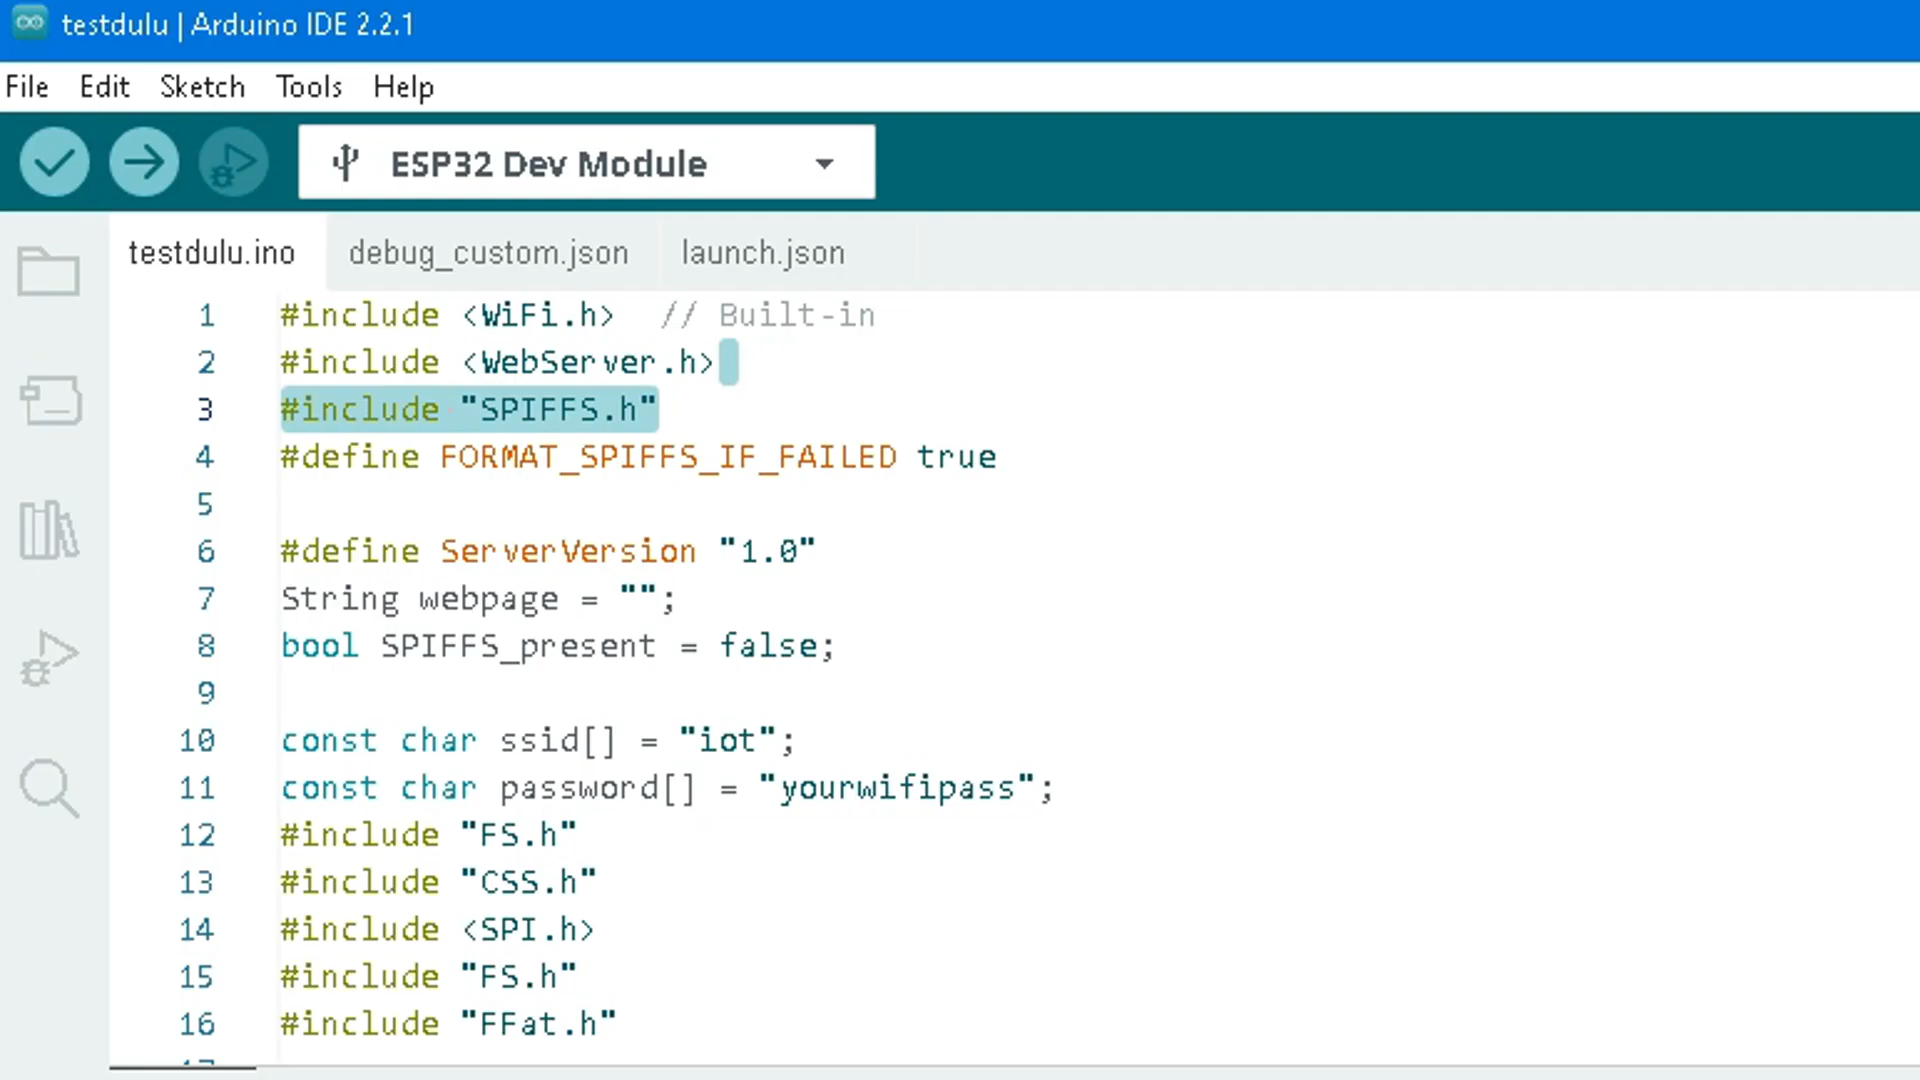 testdulu | Arduino IDE 2.2.1
File Edit Sketch Tools Help
ESP32 Dev Module
testdulu.ino debug_custom.json launch.json
1 #include <WiFi.h>  // Built-in
2 #include <WebServer.h>
3 #include "SPIFFS.h"
4 #define FORMAT_SPIFFS_IF_FAILED true
5
6 #define ServerVersion "1.0"
7 String webpage = "";
8 bool SPIFFS_present = false;
9
10 const char ssid[] = "iot";
11 const char password[] = "yourwifipass";
12 #include "FS.h"
13 #include "CSS.h"
14 #include <SPI.h>
15 #include "FS.h"
16 #include "FFat.h"